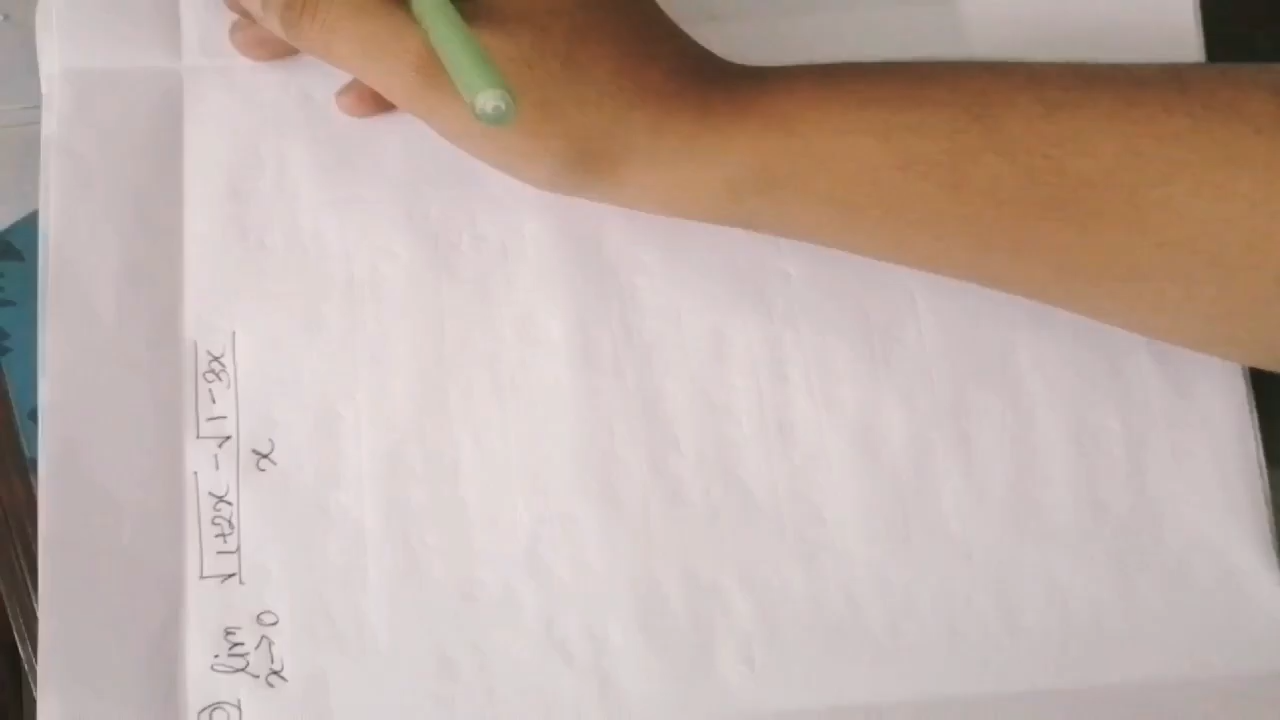 lim x→0 (√(1+2x) - √(1-3x)) / x